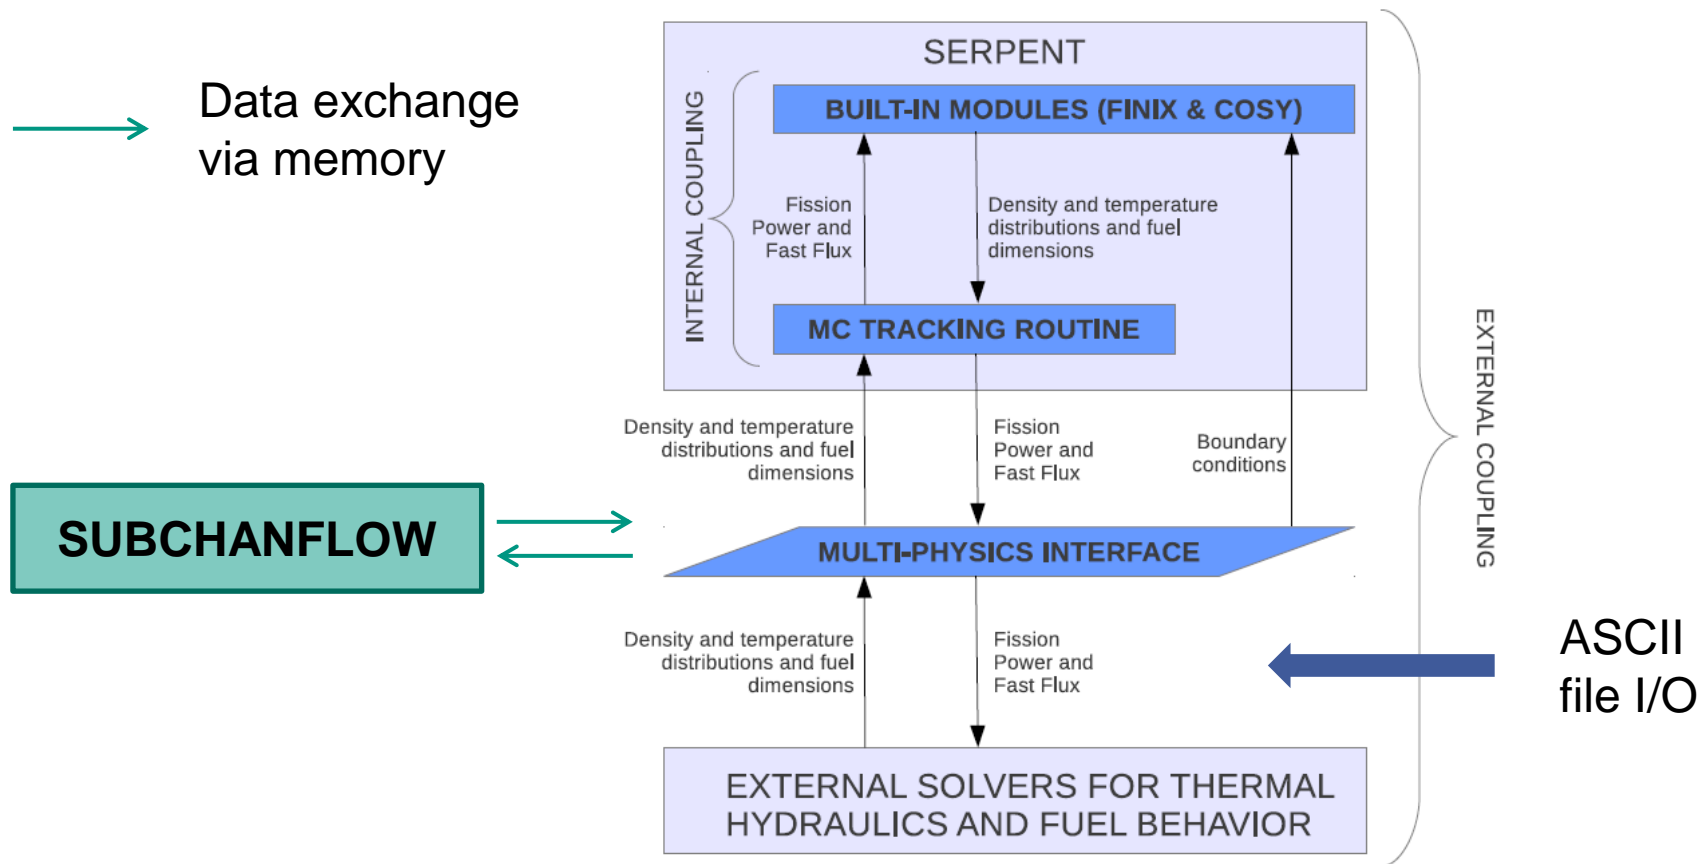 Data exchange
via memory
SERPENT
INTERNAL COUPLING
BUILT-IN MODULES (FINIX & COSY)
Fission
Power and
Fast Flux
Density and temperature
distributions and fuel
dimensions
MC TRACKING ROUTINE
Density and temperature
distributions and fuel
dimensions
Fission
Power and
Fast Flux
Boundary
conditions
EXTERNAL COUPLING
SUBCHANFLOW
MULTI-PHYSICS INTERFACE
Density and temperature
distributions and fuel
dimensions
Fission
Power and
Fast Flux
ASCII
file I/O
EXTERNAL SOLVERS FOR THERMAL
HYDRAULICS AND FUEL BEHAVIOR